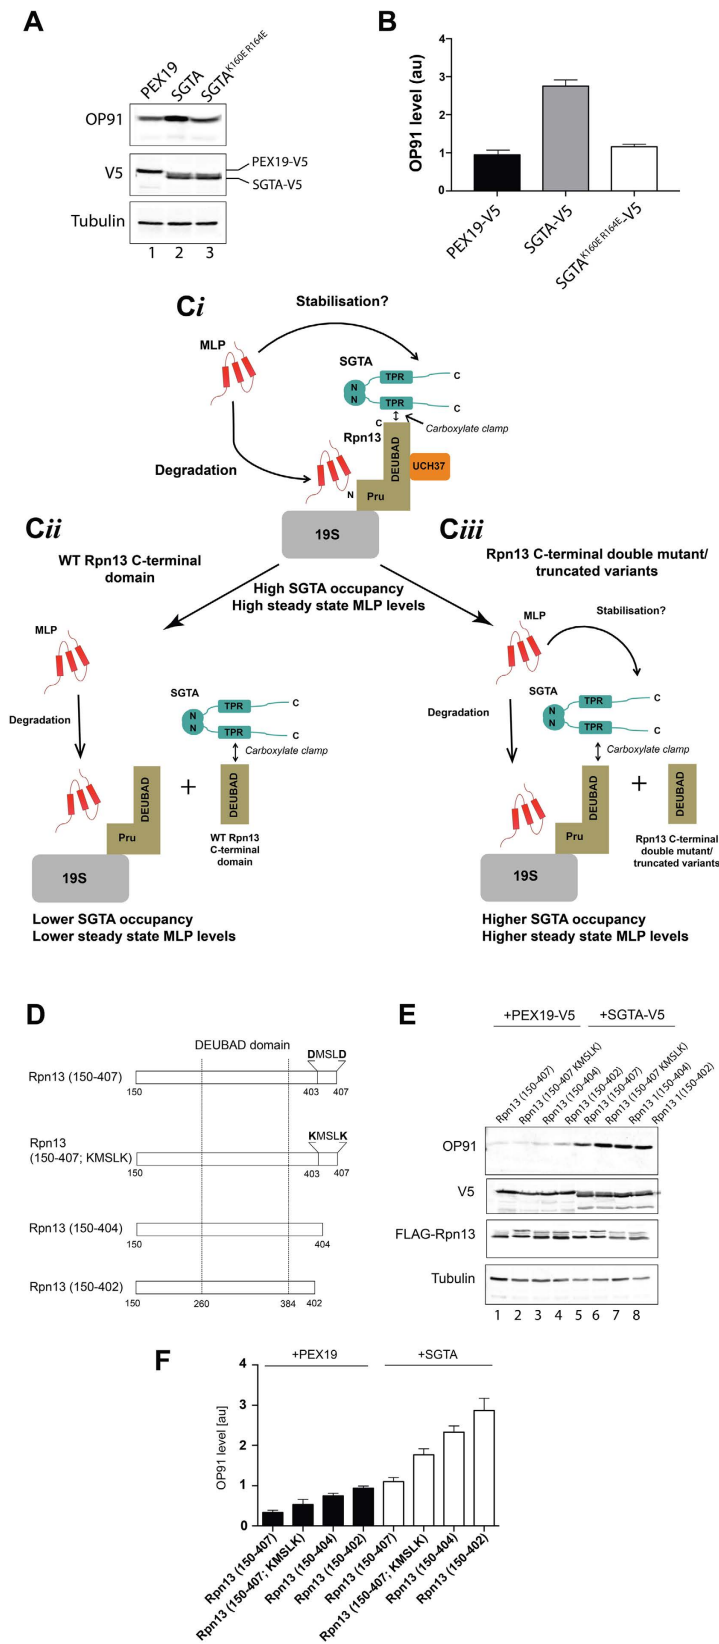 A
PEX19
SGTA
SGTAK160E R164E
OP91
V5
PEX19-V5
SGTA-V5
Tubulin
1 2 3
B
OP91 level (au)
4
3
2
1
0
PEX19-V5
SGTA-V5
SGTAK160E R164E-V5
Ci
Stabilisation?
MLP
SGTA
TPR
C
N
N
TPR
C
C
Carboxylate clamp
Rpn13
DEUBAD
UCH37
Degradation
N
Pru
19S
Cii
WT Rpn13 C-terminal
domain
High SGTA occupancy
High steady state MLP levels
Ciii
Rpn13 C-terminal double mutant/
truncated variants
MLP
SGTA
TPR
C
N
N
TPR
C
Degradation
Carboxylate clamp
DEUBAD
+
DEUBAD
Pru
WT Rpn13
C-terminal
domain
19S
Lower SGTA occupancy
Lower steady state MLP levels
MLP
Stabilisation?
SGTA
TPR
C
N
N
TPR
C
Degradation
Carboxylate clamp
DEUBAD
+
DEUBAD
Pru
Rpn13 C-terminal
double mutant/
truncated variants
19S
Higher SGTA occupancy
Higher steady state MLP levels
D
DEUBAD domain
DMSLD
Rpn13 (150-407)
150
403
407
KMSLK
Rpn13
(150-407; KMSLK)
150
403
407
Rpn13 (150-404)
150
404
Rpn13 (150-402)
150
260
384
402
E
+PEX19-V5
+SGTA-V5
Rpn13 (150-407)
Rpn13 (150-407 KMSLK)
Rpn13 (150-404)
Rpn13 (150-402)
Rpn13 (150-407)
Rpn13 (150-407 KMSLK)
Rpn13 1(150-404)
Rpn13 1(150-402)
OP91
V5
FLAG-Rpn13
Tubulin
1 2 3 4 5 6 7 8
F
+PEX19
+SGTA
OP91 level [au]
4
3
2
1
0
Rpn13 (150-407)
Rpn13 (150-407; KMSLK)
Rpn13 (150-404)
Rpn13 (150-402)
Rpn13 (150-407)
Rpn13 (150-407; KMSLK)
Rpn13 (150-404)
Rpn13 (150-402)